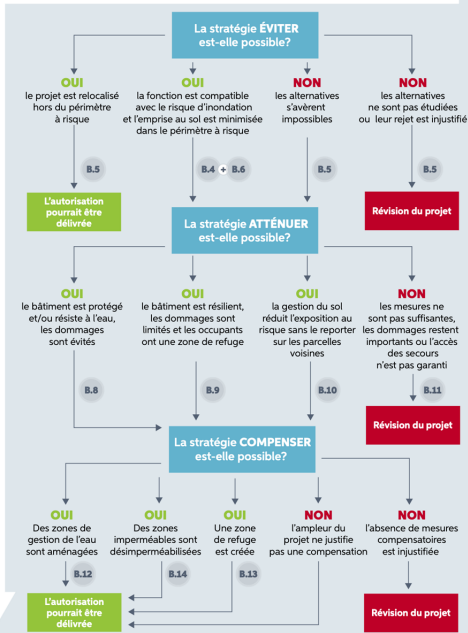 La stratégie ÉVITER
est-elle possible?
OUI
le projet est relocalisé
hors du périmètre
à risque
OUI
la fonction est compatible
avec le risque d'inondation
et l'emprise au sol est minimisée
dans le périmètre à risque
NON
les alternatives
s'avèrent
impossibles
NON
les alternatives
ne sont pas étudiées
ou leur rejet est injustifié
B.5
B.4 + B.6
B.5
B.5
L'autorisation
pourrait être
délivrée
Révision du projet
La stratégie ATTÉNUER
est-elle possible?
OUI
le bâtiment est protégé
et/ou résiste à l'eau,
les dommages
sont évités
OUI
le bâtiment est résilient,
les dommages sont
limités et les occupants
ont une zone de refuge
OUI
la gestion du sol
réduit l'exposition au
risque sans le reporter
sur les parcelles
voisines
NON
les mesures ne
sont pas suffisantes,
les dommages restent
importants ou l'accès
des secours
n'est pas garanti
B.8
B.9
B.10
B.11
Révision du projet
La stratégie COMPENSER
est-elle possible?
OUI
Des zones de
gestion de l'eau
sont aménagées
OUI
Des zones
imperméables sont
désimperméabilisées
OUI
Une zone
de refuge
est créée
NON
l'ampleur du
projet ne justifie
pas une compensation
NON
l'absence de mesures
compensatoires
est injustifiée
B.12
B.14
B.13
L'autorisation
pourrait être
délivrée
Révision du projet